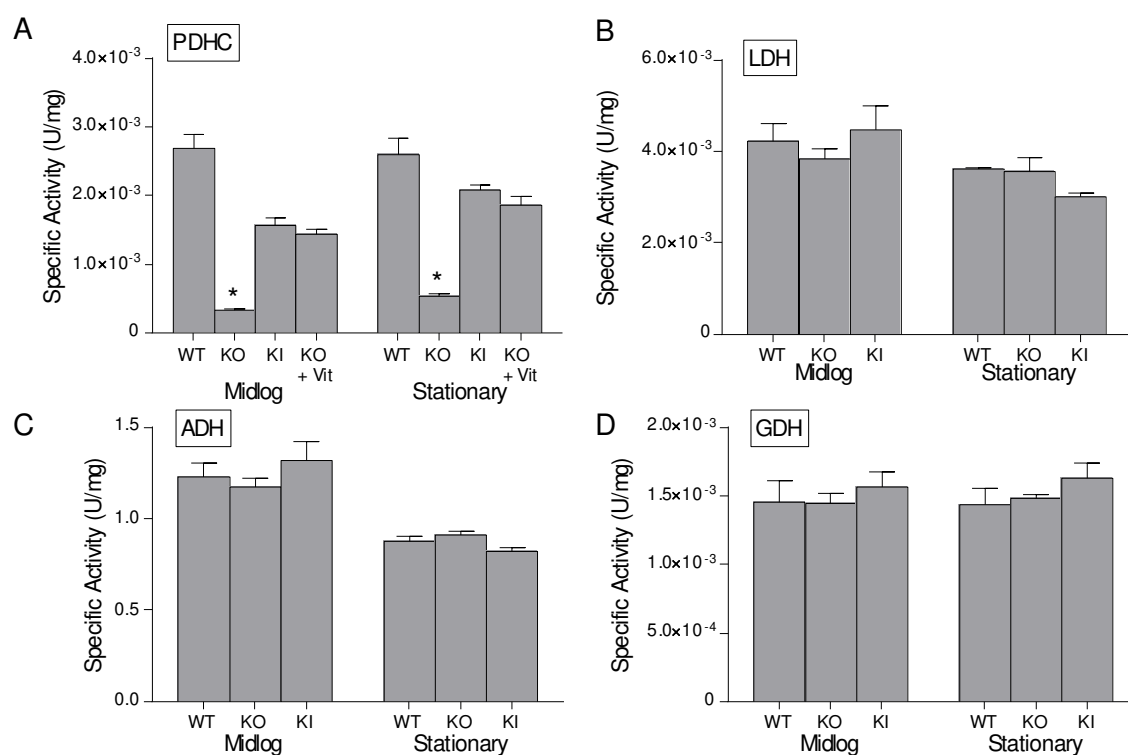 A
PDHC
Specific Activity (U/mg)
4.0×10⁻³
3.0×10⁻³
2.0×10⁻³
1.0×10⁻³
0
*
*
WT KO KI KO WT KO KI KO
+ Vit + Vit
Midlog Stationary
B
LDH
Specific Activity (U/mg)
6.0×10⁻³
4.0×10⁻³
2.0×10⁻³
0
WT KO KI WT KO KI
Midlog Stationary
C
ADH
Specific Activity (U/mg)
1.5
1.0
0.5
0.0
WT KO KI WT KO KI
Midlog Stationary
D
GDH
Specific Activity (U/mg)
2.0×10⁻³
1.5×10⁻³
1.0×10⁻³
5.0×10⁻⁴
0
WT KO KI WT KO KI
Midlog Stationary